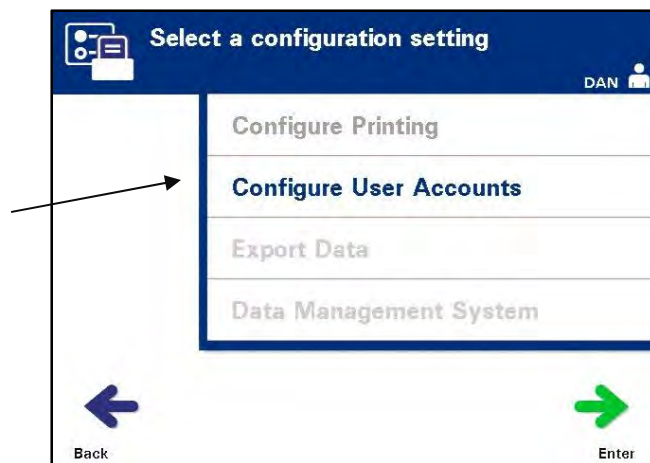 Select a configuration setting
DAN
Configure Printing
Configure User Accounts
Export Data
Data Management System
Back
Enter